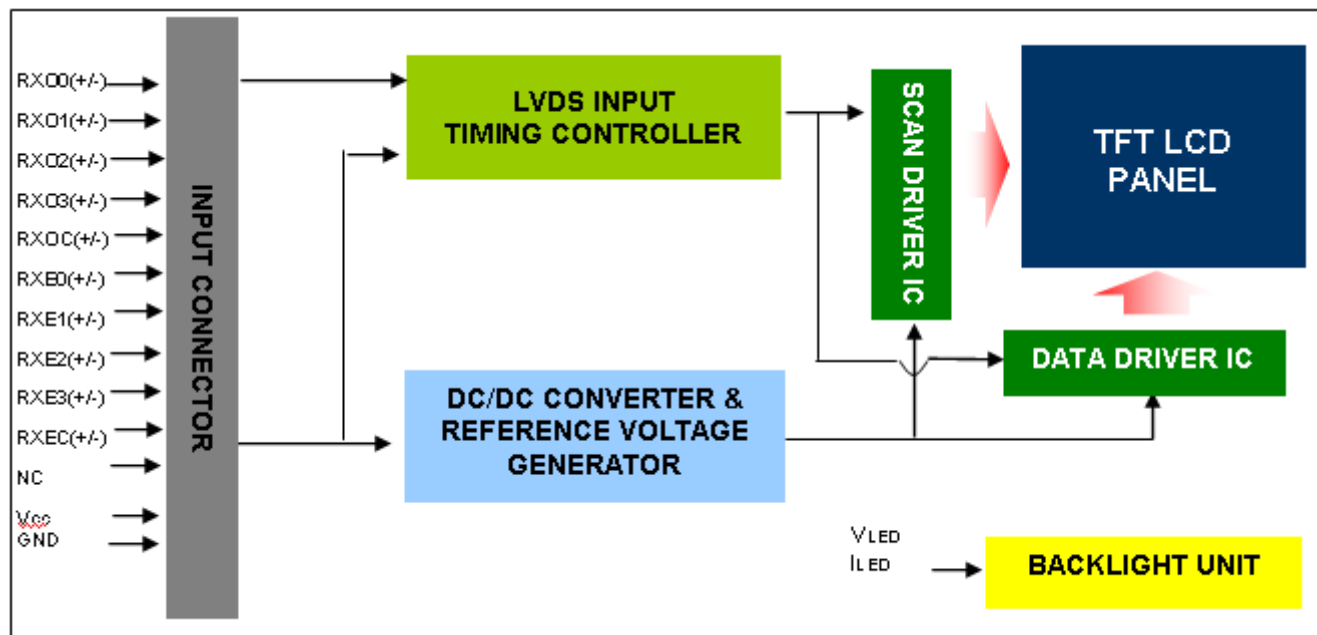 RXO0(+/-)
RXO1(+/-)
RXO2(+/-)
RXO3(+/-)
RXOC(+/-)
RXE0(+/-)
RXE1(+/-)
RXE2(+/-)
RXE3(+/-)
RXEC(+/-)
NC
Vcc
GND
INPUT CONNECTOR
LVDS INPUT
TIMING CONTROLLER
DC/DC CONVERTER &
REFERENCE VOLTAGE
GENERATOR
SCAN DRIVER IC
TFT LCD
PANEL
DATA DRIVER IC
VLED
ILED
BACKLIGHT UNIT